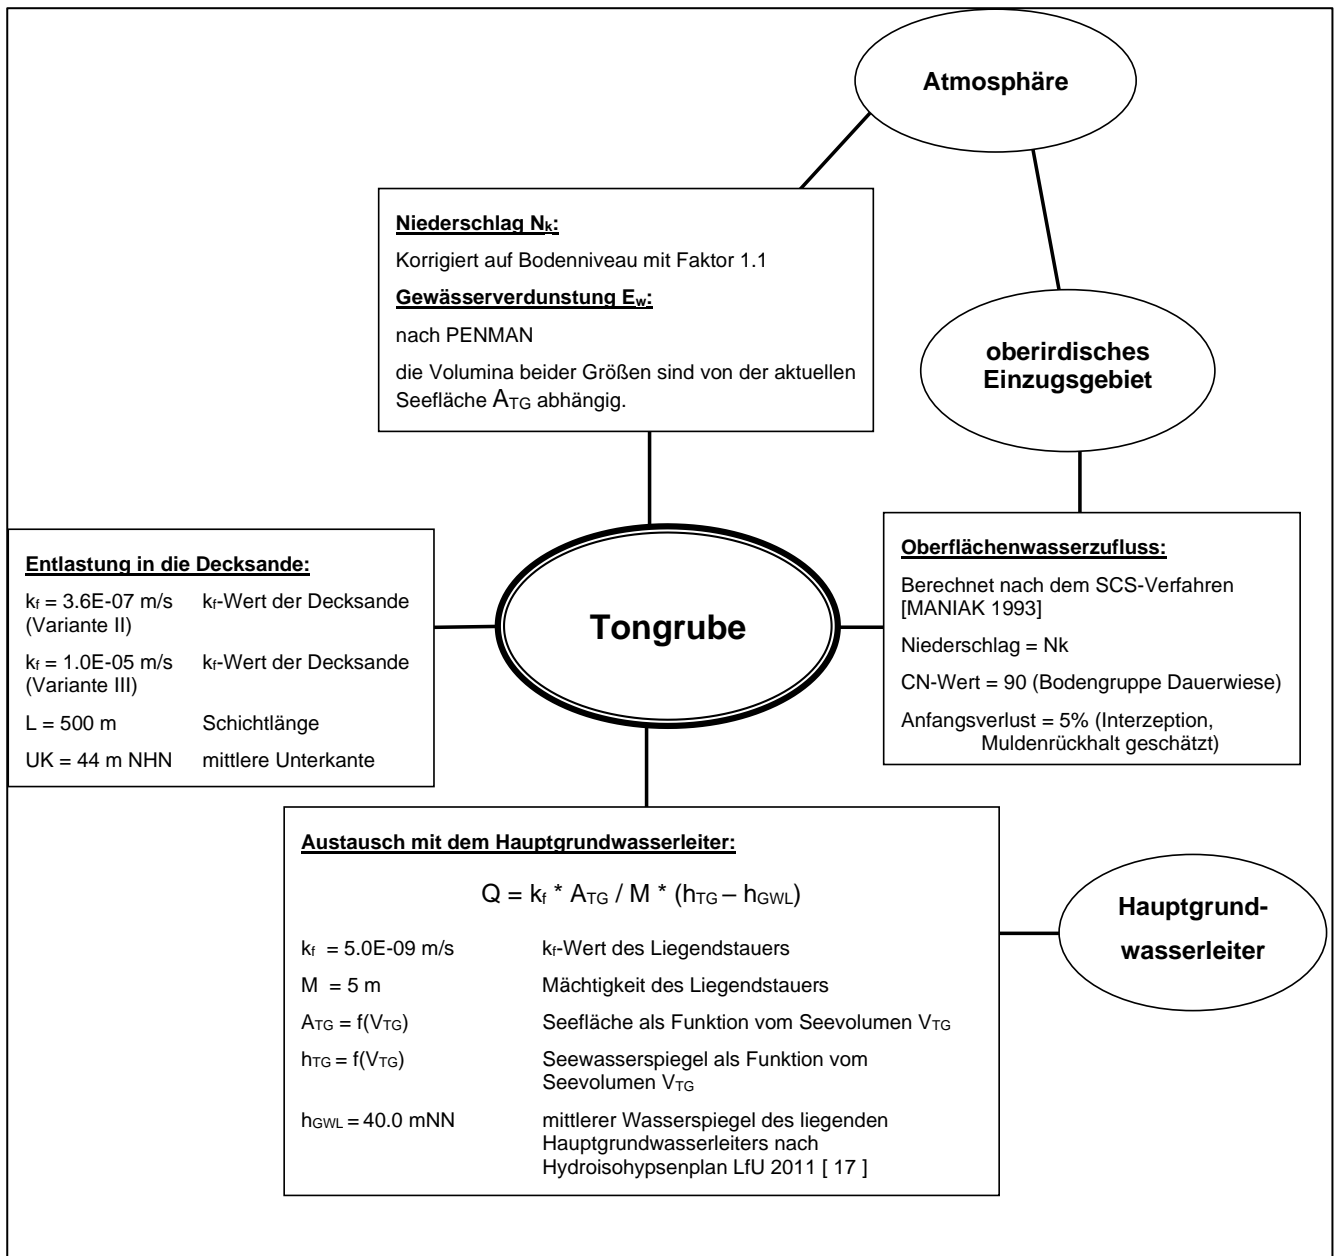 Atmosphäre
Niederschlag Nk:
Korrigiert auf Bodenniveau mit Faktor 1.1
Gewässerverdunstung Ew:
nach PENMAN
die Volumina beider Größen sind von der aktuellen
Seefläche ATG abhängig.
oberirdisches
Einzugsgebiet
Entlastung in die Decksande:
kf = 3.6E-07 m/s kf-Wert der Decksande
(Variante II)
kf = 1.0E-05 m/s kf-Wert der Decksande
(Variante III)
L = 500 m Schichtlänge
UK = 44 m NHN mittlere Unterkante
Tongrube
Oberflächenwasserzufluss:
Berechnet nach dem SCS-Verfahren
[MANIAK 1993]
Niederschlag = Nk
CN-Wert = 90 (Bodengruppe Dauerwiese)
Anfangsverlust = 5% (Interzeption,
Muldenrückhalt geschätzt)
Austausch mit dem Hauptgrundwasserleiter:
Q = kf * ATG / M * (hTG – hGWL)
kf = 5.0E-09 m/s kf-Wert des Liegendstauers
M = 5 m Mächtigkeit des Liegendstauers
ATG = f(VTG) Seefläche als Funktion vom Seevolumen VTG
hTG = f(VTG) Seewasserspiegel als Funktion vom
Seevolumen VTG
hGWL = 40.0 mNN mittlerer Wasserspiegel des liegenden
Hauptgrundwasserleiters nach
Hydroisohypsenplan LfU 2011 [ 17 ]
Hauptgrund-
wasserleiter